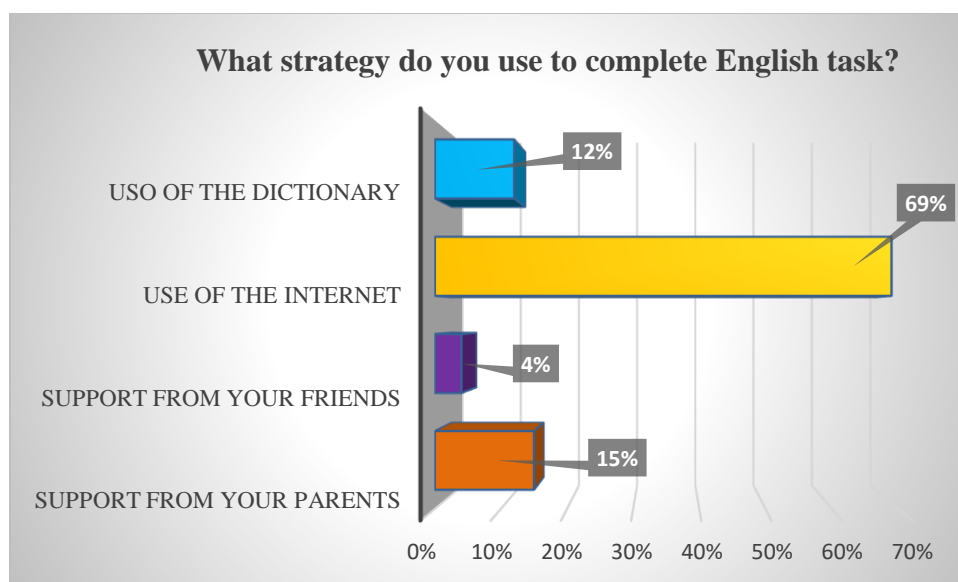 What strategy do you use to complete English task?
USO OF THE DICTIONARY
12%
USE OF THE INTERNET
69%
SUPPORT FROM YOUR FRIENDS
4%
SUPPORT FROM YOUR PARENTS
15%
0% 10% 20% 30% 40% 50% 60% 70%